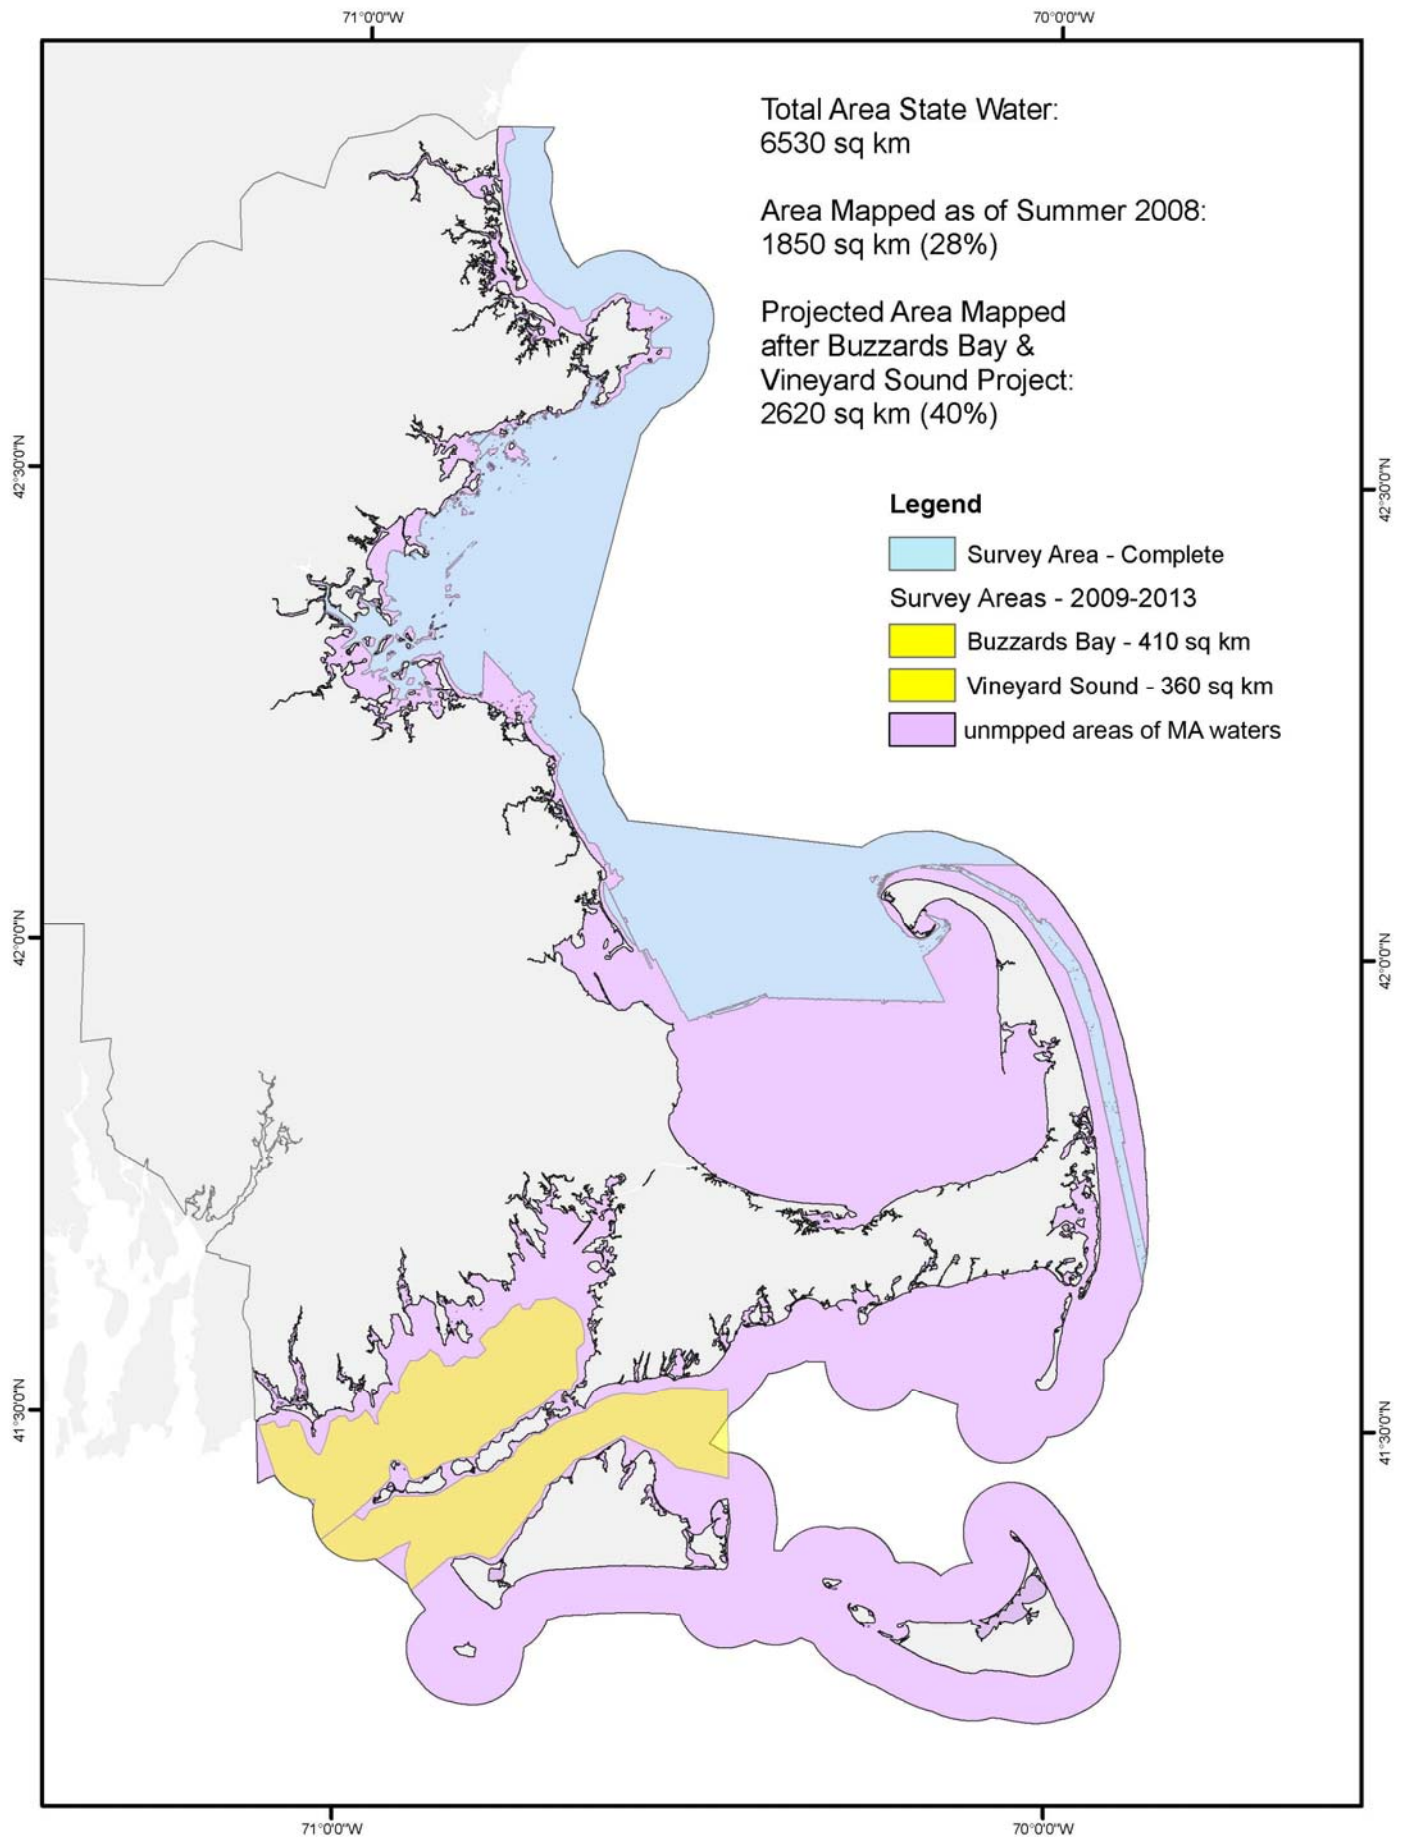 71°0'0"W
70°0'0"W
Total Area State Water:
6530 sq km
Area Mapped as of Summer 2008:
1850 sq km (28%)
Projected Area Mapped
after Buzzards Bay &
Vineyard Sound Project:
2620 sq km (40%)
42°30'0"N
42°30'0"N
Legend
Survey Area - Complete
Survey Areas - 2009-2013
Buzzards Bay - 410 sq km
Vineyard Sound - 360 sq km
unmpped areas of MA waters
42°0'0"N
42°0'0"N
41°30'0"N
41°30'0"N
71°0'0"W
70°0'0"W